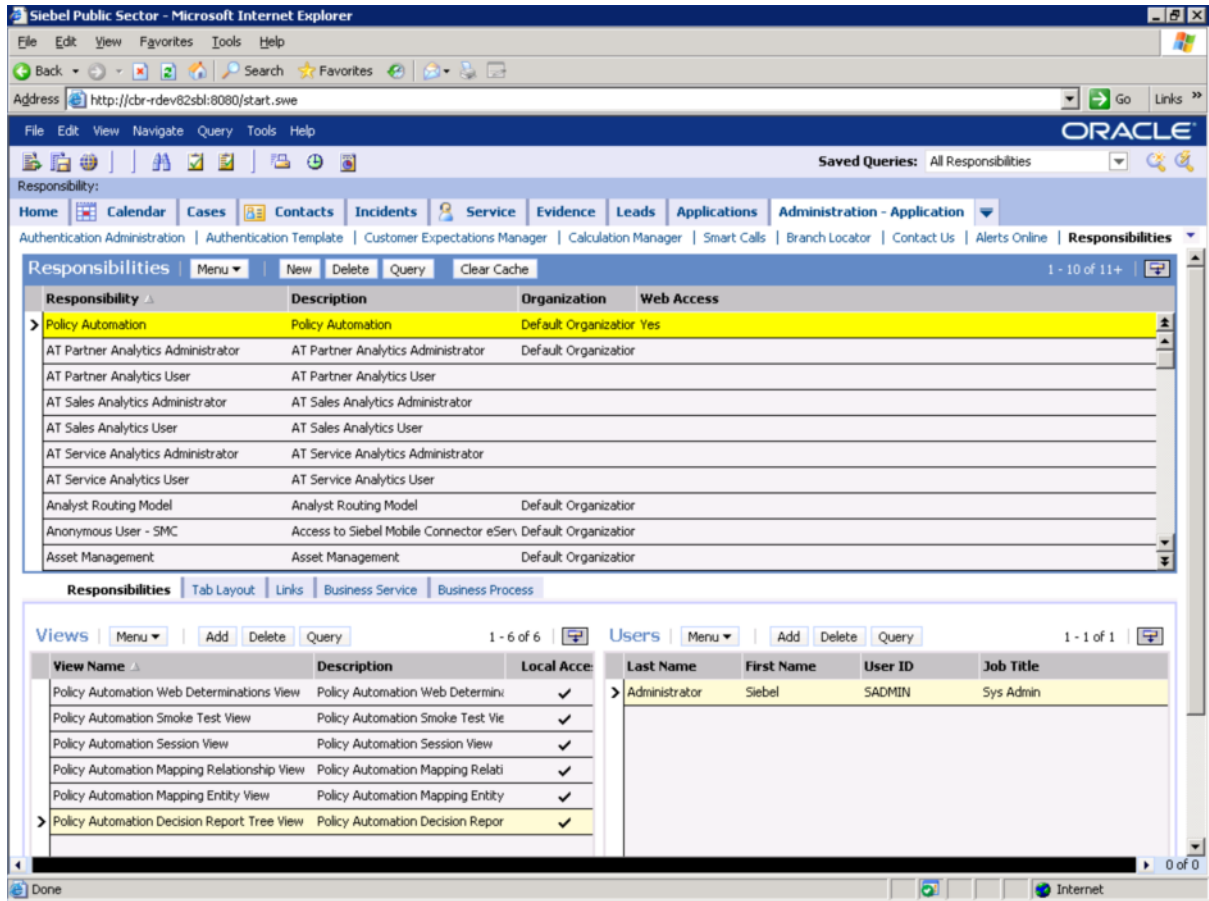 Siebel Public Sector - Microsoft Internet Explorer
File Edit View Favorites Tools Help
Back Search Favorites
Address http://cbr-rdev82sbl:8080/start.swe Go Links »
File Edit View Navigate Query Tools Help ORACLE
Saved Queries: All Responsibilities
Responsibility:
Home Calendar Cases Contacts Incidents Service Evidence Leads Applications Administration - Application
Authentication Administration | Authentication Template | Customer Expectations Manager | Calculation Manager | Smart Calls | Branch Locator | Contact Us | Alerts Online | Responsibilities
Responsibilities | Menu | New Delete Query Clear Cache 1 - 10 of 11+
Responsibility Description Organization Web Access
Policy Automation Policy Automation Default Organization Yes
AT Partner Analytics Administrator AT Partner Analytics Administrator Default Organization
AT Partner Analytics User AT Partner Analytics User
AT Sales Analytics Administrator AT Sales Analytics Administrator
AT Sales Analytics User AT Sales Analytics User
AT Service Analytics Administrator AT Service Analytics Administrator
AT Service Analytics User AT Service Analytics User
Analyst Routing Model Analyst Routing Model Default Organization
Anonymous User - SMC Access to Siebel Mobile Connector eServ Default Organization
Asset Management Asset Management Default Organization
Responsibilities Tab Layout Links Business Service Business Process
Views | Menu | Add Delete Query 1 - 6 of 6
View Name Description Local Acce
Policy Automation Web Determinations View Policy Automation Web Determina
Policy Automation Smoke Test View Policy Automation Smoke Test Vie
Policy Automation Session View Policy Automation Session View
Policy Automation Mapping Relationship View Policy Automation Mapping Relati
Policy Automation Mapping Entity View Policy Automation Mapping Entity
Policy Automation Decision Report Tree View Policy Automation Decision Repor
Users | Menu | Add Delete Query 1 - 1 of 1
Last Name First Name User ID Job Title
Administrator Siebel SADMIN Sys Admin
0 of 0
Done Internet